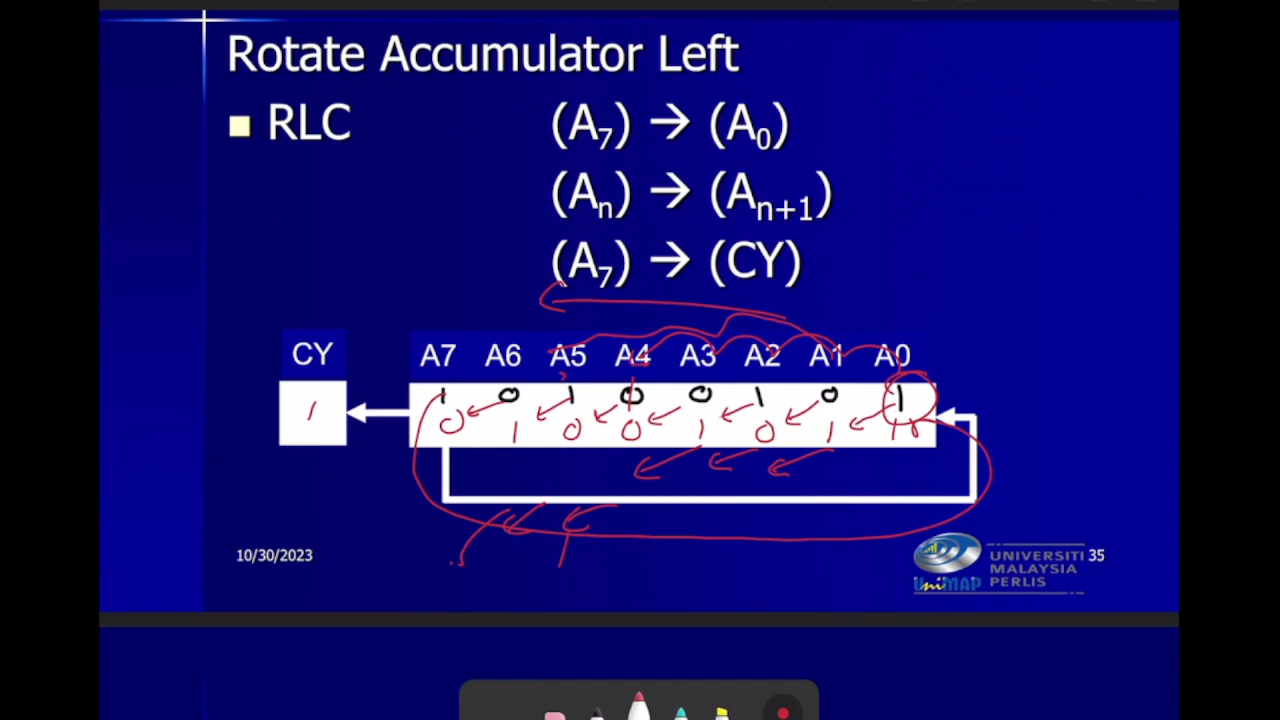 Rotate Accumulator Left
RLC (A7) → (A0)
(An) → (An+1)
(A7) → (CY)
CY A7 A6 A5 A4 A3 A2 A1 A0
1 0 1 0 0 1 0 1
1 0 1 0 0 1 0 1 1
10/30/2023
UNIVERSITI 35
MALAYSIA
PERLIS
UniMAP